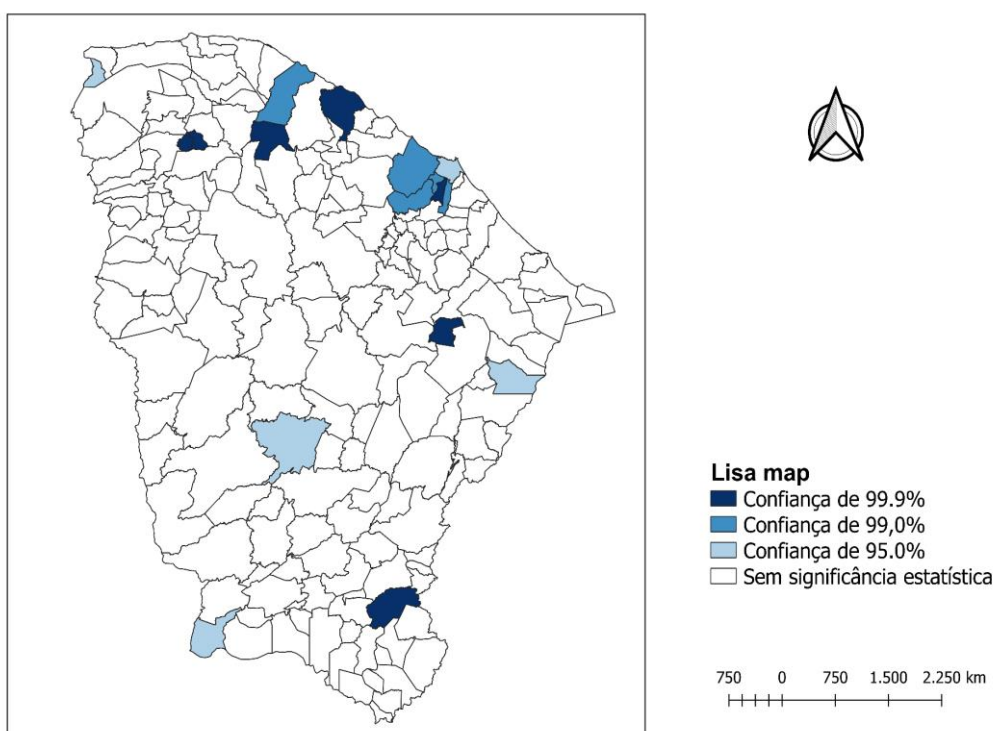 Lisa map
Confiança de 99.9%
Confiança de 99,0%
Confiança de 95.0%
Sem significância estatística
750 0 750 1.500 2.250 km